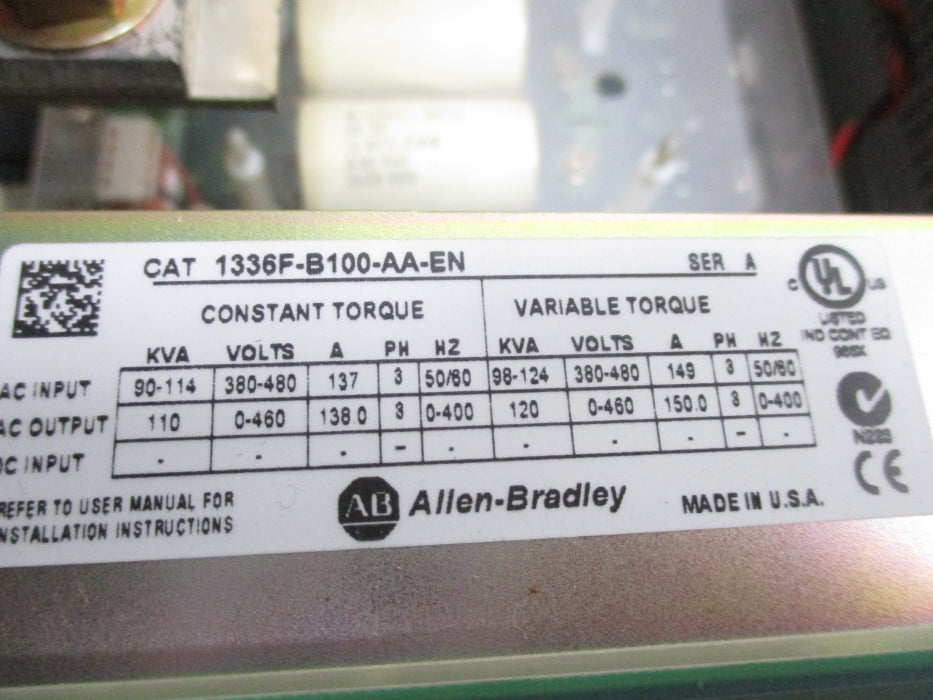 CAT 1336F-B100-AA-EN SER A
CONSTANT TORQUE VARIABLE TORQUE
KVA VOLTS A PH HZ KVA VOLTS A PH HZ
AC INPUT 90-114 380-480 137 3 50/60 98-124 380-480 149 3 50/60
AC OUTPUT 110 0-460 138.0 3 0-400 120 0-460 150.0 3 0-400
DC INPUT - - - - - - - - - -
REFER TO USER MANUAL FOR
INSTALLATION INSTRUCTIONS
AB Allen-Bradley
MADE IN U.S.A.
C UL US
LISTED
IND CONT EQ
966X
N223
CE